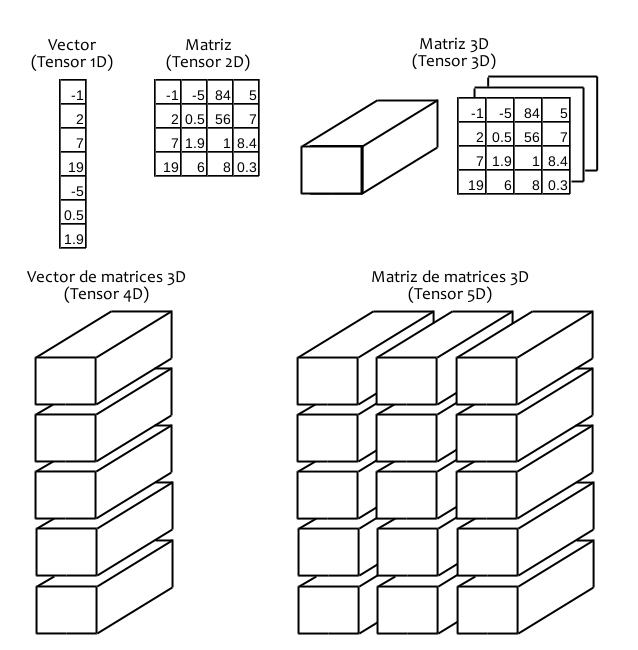 Vector
(Tensor 1D)
-1
2
7
19
-5
0.5
1.9
Matriz
(Tensor 2D)
-1 -5 84 5
2 0.5 56 7
7 1.9 1 8.4
19 6 8 0.3
Matriz 3D
(Tensor 3D)
-1 -5 84 5
2 0.5 56 7
7 1.9 1 8.4
19 6 8 0.3
Vector de matrices 3D
(Tensor 4D)
Matriz de matrices 3D
(Tensor 5D)